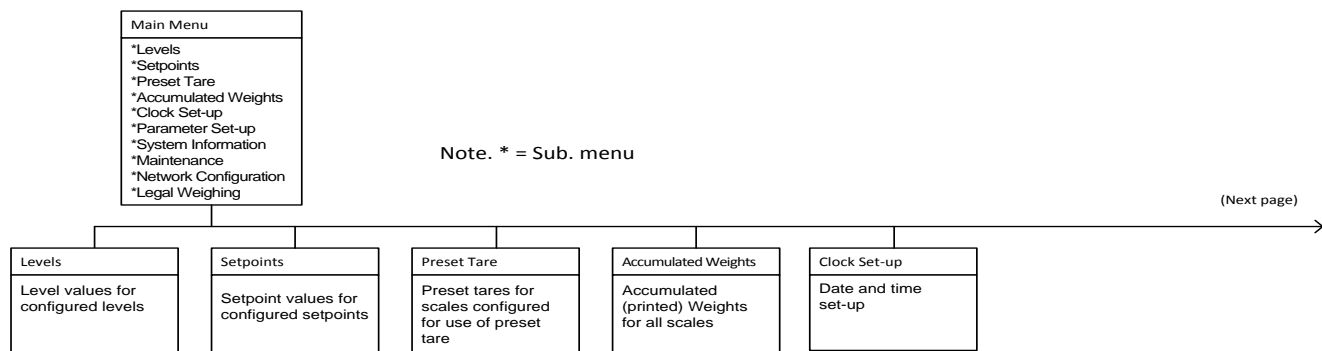 Main Menu
*Levels
*Setpoints
*Preset Tare
*Accumulated Weights
*Clock Set-up
*Parameter Set-up
*System Information
*Maintenance
*Network Configuration
*Legal Weighing
Note. * = Sub. menu
(Next page)
Levels
Level values for
configured levels
Setpoints
Setpoint values for
configured setpoints
Preset Tare
Preset tares for
scales configured
for use of preset
tare
Accumulated Weights
Accumulated
(printed) Weights
for all scales
Clock Set-up
Date and time
set-up